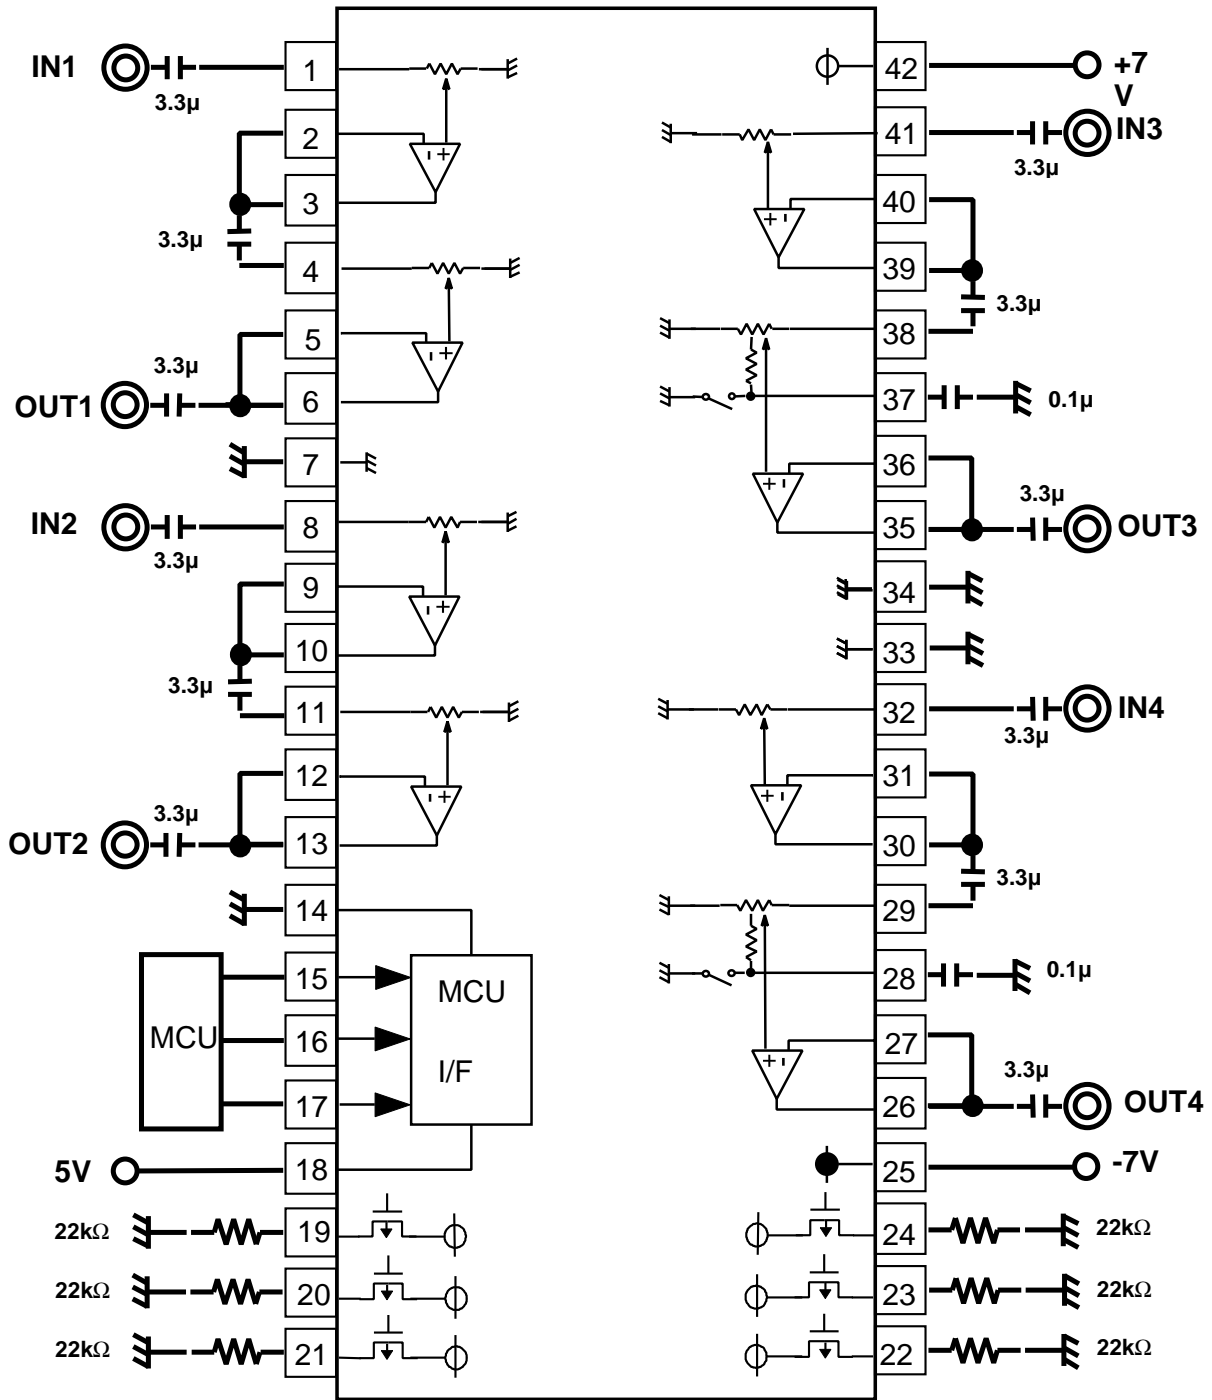 IN1
3.3µ
1
2
3
3.3µ
4
5
3.3µ
OUT1
6
7
IN2
3.3µ
8
9
10
3.3µ
11
12
3.3µ
OUT2
13
14
15
MCU
16
17
MCU
I/F
5V
18
22kΩ
19
22kΩ
20
22kΩ
21
- +
- +
- +
- +
42
+7
V
41
IN3
3.3µ
40
39
3.3µ
38
37
0.1µ
36
3.3µ
35
OUT3
34
33
32
IN4
3.3µ
31
30
3.3µ
29
28
0.1µ
27
3.3µ
26
OUT4
25
-7V
24
22kΩ
23
22kΩ
22
22kΩ
+ -
+ -
+ -
+ -